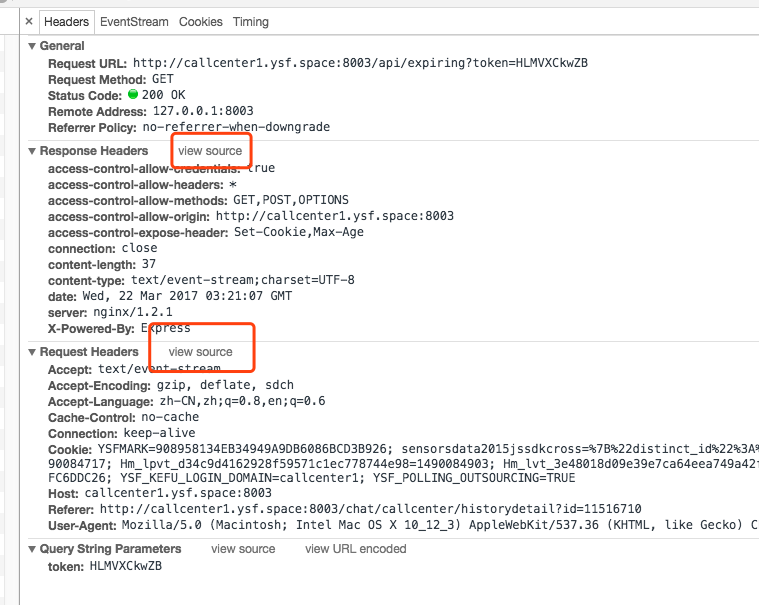 × Headers EventStream Cookies Timing
▼ General
Request URL: http://callcenter1.ysf.space:8003/api/expiring?token=HLMVXCkwZB
Request Method: GET
Status Code: 200 OK
Remote Address: 127.0.0.1:8003
Referrer Policy: no-referrer-when-downgrade
▼ Response Headers view source
access-control-allow-credentials: true
access-control-allow-headers: *
access-control-allow-methods: GET,POST,OPTIONS
access-control-allow-origin: http://callcenter1.ysf.space:8003
access-control-expose-header: Set-Cookie,Max-Age
connection: close
content-length: 37
content-type: text/event-stream;charset=UTF-8
date: Wed, 22 Mar 2017 03:21:07 GMT
server: nginx/1.2.1
X-Powered-By: Express
▼ Request Headers view source
Accept: text/event-stream
Accept-Encoding: gzip, deflate, sdch
Accept-Language: zh-CN,zh;q=0.8,en;q=0.6
Cache-Control: no-cache
Connection: keep-alive
Cookie: YSFMARK=908958134EB34949A9DB6086BCD3B926; sensorsdata2015jssdkcross=%7B%22distinct_id%22%3A%
90084717; Hm_lpvt_d34c9d4162928f59571c1ec778744e98=1490084903; Hm_lvt_3e48018d09e39e7ca64eea749a42f
FC6DDC26; YSF_KEFU_LOGIN_DOMAIN=callcenter1; YSF_POLLING_OUTSOURCING=TRUE
Host: callcenter1.ysf.space:8003
Referer: http://callcenter1.ysf.space:8003/chat/callcenter/historydetail?id=11516710
User-Agent: Mozilla/5.0 (Macintosh; Intel Mac OS X 10_12_3) AppleWebKit/537.36 (KHTML, like Gecko) C
▼ Query String Parameters view source view URL encoded
token: HLMVXCkwZB